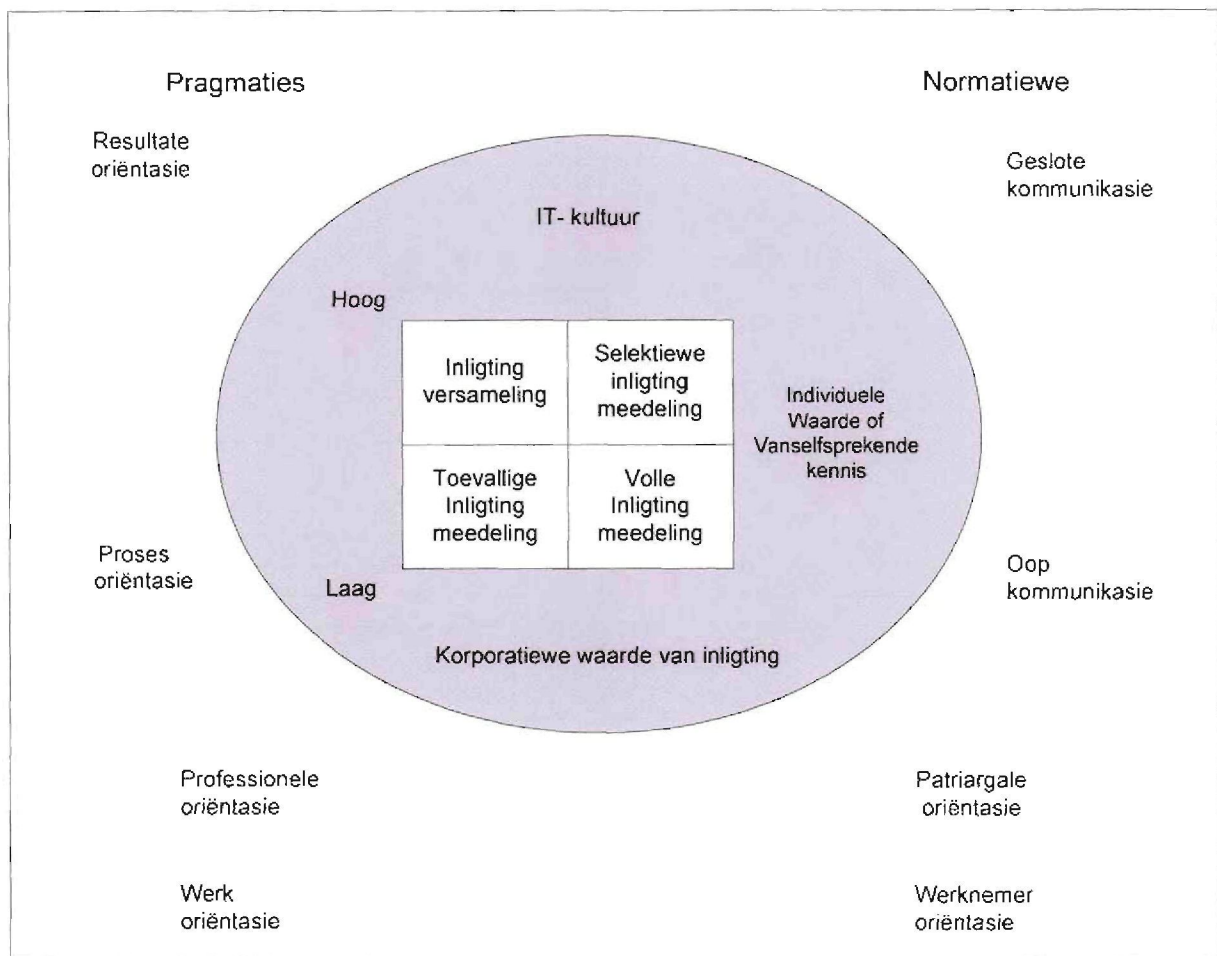 Pragmaties
Normatiewe
Resultate
oriëntasie
Geslote
kommunikasie
IT- kultuur
Hoog
Inligting
versameling
Selektiewe
inligting
meedeling
Individuele
Waarde of
Vanselfsprekende
kennis
Toevallige
Inligting
meedeling
Volle
Inligting
meedeling
Proses
oriëntasie
Oop
kommunikasie
Laag
Korporatiewe waarde van inligting
Professionele
oriëntasie
Patriargale
oriëntasie
Werk
oriëntasie
Werknemer
oriëntasie